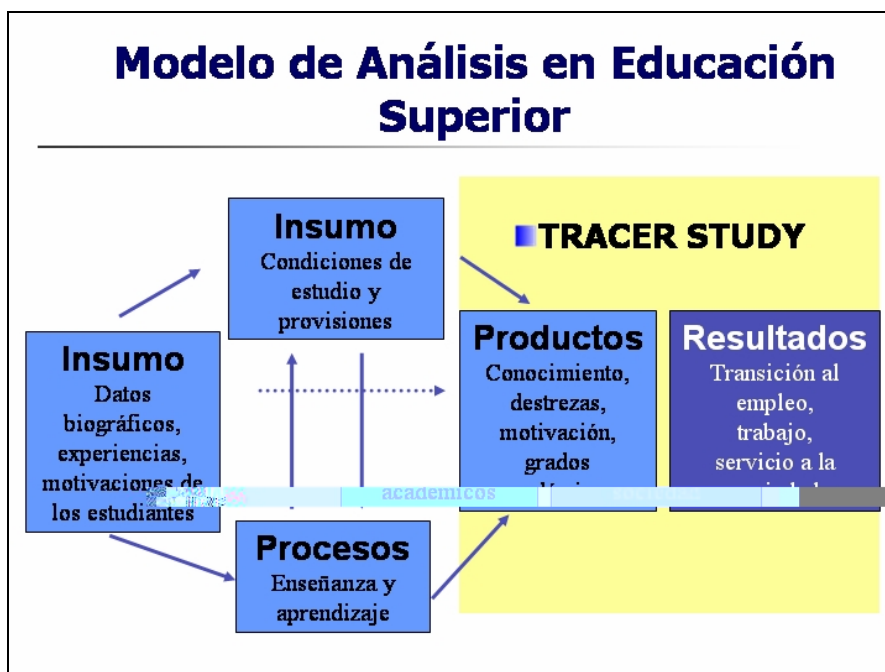 Modelo de Análisis en Educación
Superior
Insumo
Condiciones de
estudio y
provisiones
TRACER STUDY
Insumo
Datos
biográficos,
experiencias,
motivaciones de
los estudiantes
Productos
Conocimiento,
destrezas,
motivación,
grados
académicos
Resultados
Transición al
empleo,
trabajo,
servicio a la
sociedad
Procesos
Enseñanza y
aprendizaje